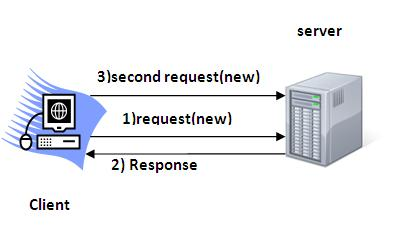 server
3)second request(new)
1)request(new)
2) Response
Client